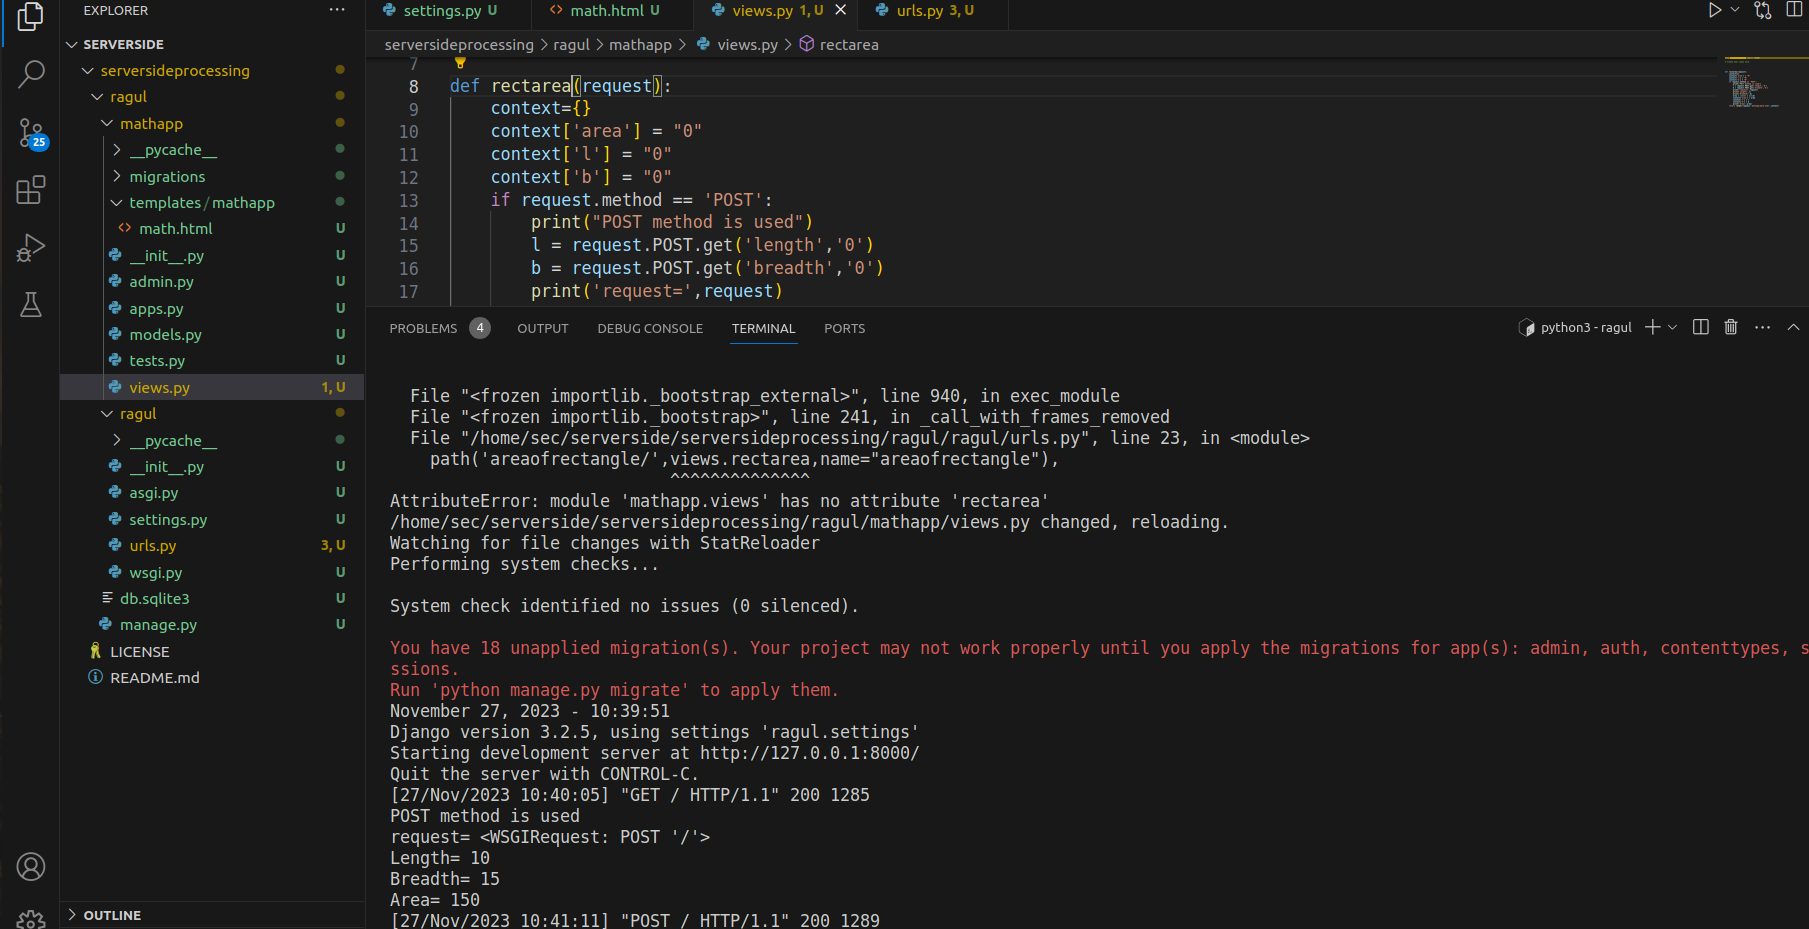 EXPLORER ...
SERVERSIDE
serversideprocessing
ragul
mathapp
__pycache__
migrations
templates/mathapp
math.html U
__init__.py U
admin.py U
apps.py U
models.py U
tests.py U
views.py 1, U
ragul
__pycache__
__init__.py U
asgi.py U
settings.py U
urls.py 3, U
wsgi.py U
db.sqlite3 U
manage.py U
LICENSE
README.md
OUTLINE
25
settings.py U math.html U views.py 1, U urls.py 3, U
serversideprocessing > ragul > mathapp > views.py > rectarea
7
8 def rectarea(request):
9 context={}
10 context['area'] = "0"
11 context['l'] = "0"
12 context['b'] = "0"
13 if request.method == 'POST':
14 print("POST method is used")
15 l = request.POST.get('length','0')
16 b = request.POST.get('breadth','0')
17 print('request=',request)
PROBLEMS 4 OUTPUT DEBUG CONSOLE TERMINAL PORTS python3 - ragul
File "<frozen importlib._bootstrap_external>", line 940, in exec_module
File "<frozen importlib._bootstrap>", line 241, in _call_with_frames_removed
File "/home/sec/serverside/serversideprocessing/ragul/ragul/urls.py", line 23, in <module>
path('areaofrectangle/',views.rectarea,name="areaofrectangle"),
^^^^^^^^^^^^^^
AttributeError: module 'mathapp.views' has no attribute 'rectarea'
/home/sec/serverside/serversideprocessing/ragul/mathapp/views.py changed, reloading.
Watching for file changes with StatReloader
Performing system checks...
System check identified no issues (0 silenced).
You have 18 unapplied migration(s). Your project may not work properly until you apply the migrations for app(s): admin, auth, contenttypes, s
ssions.
Run 'python manage.py migrate' to apply them.
November 27, 2023 - 10:39:51
Django version 3.2.5, using settings 'ragul.settings'
Starting development server at http://127.0.0.1:8000/
Quit the server with CONTROL-C.
[27/Nov/2023 10:40:05] "GET / HTTP/1.1" 200 1285
POST method is used
request= <WSGIRequest: POST '/'>
Length= 10
Breadth= 15
Area= 150
[27/Nov/2023 10:41:11] "POST / HTTP/1.1" 200 1289